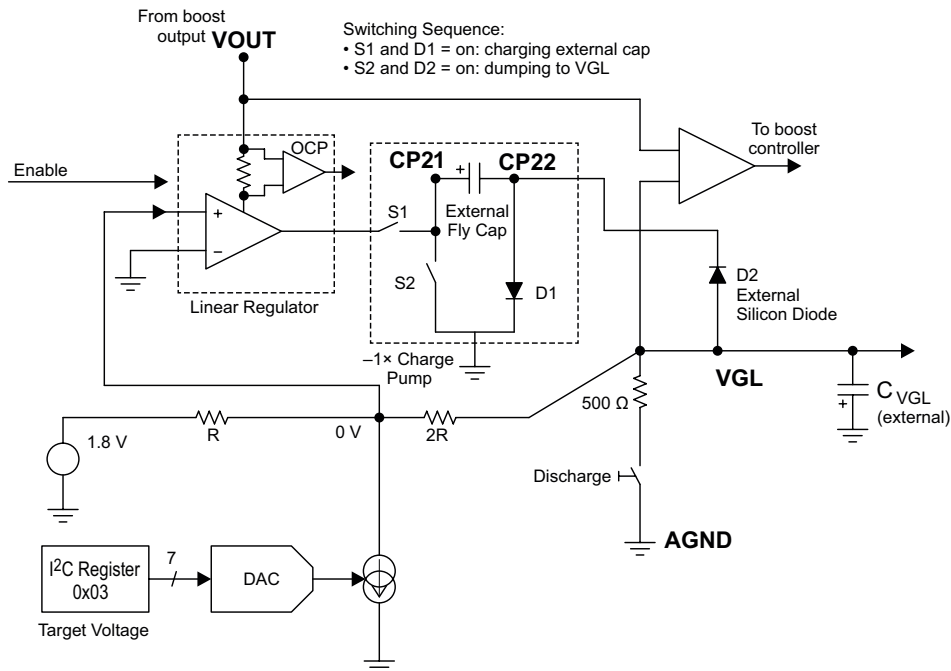 From boost
output VOUT
Switching Sequence:
• S1 and D1 = on: charging external cap
• S2 and D2 = on: dumping to VGL
OCP
Enable
CP21
CP22
To boost
controller
+
External
Fly Cap
+
−
S1
S2
D1
Linear Regulator
D2
External
Silicon Diode
–1× Charge
Pump
VGL
500 Ω
C VGL
+
(external)
R
0 V
2R
1.8 V
Discharge
AGND
I2C Register
0x03
7
DAC
Target Voltage